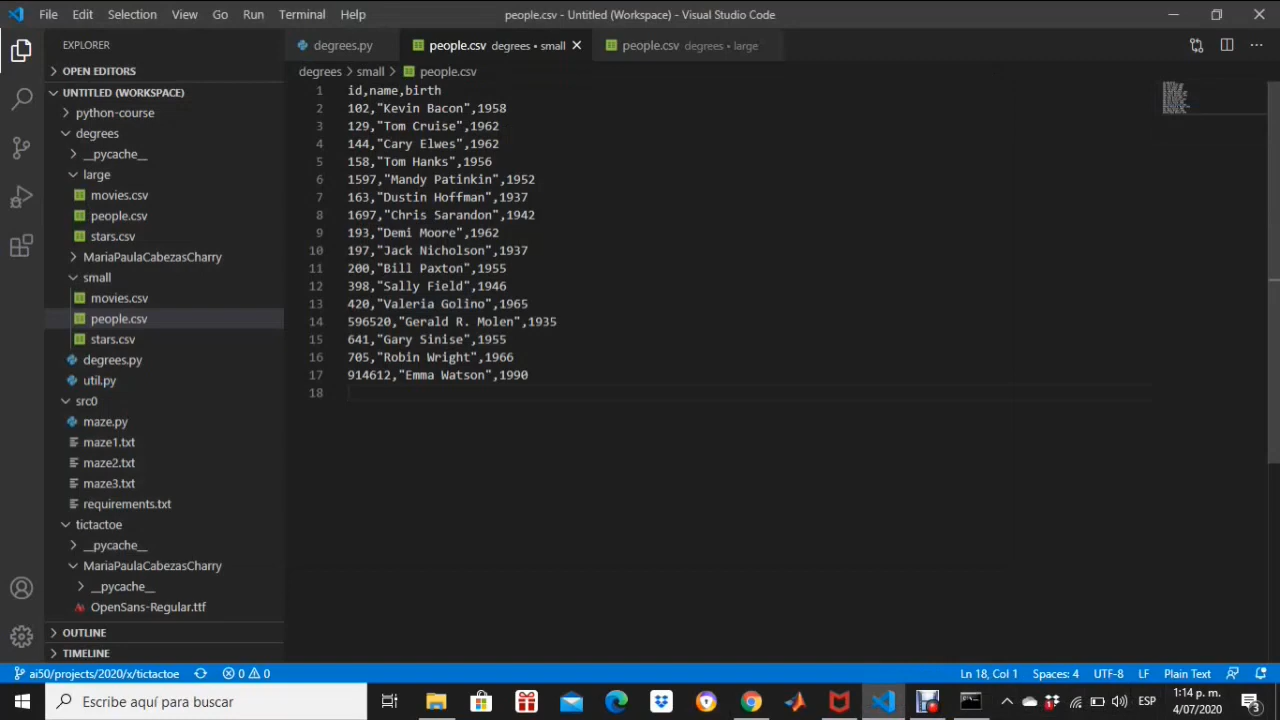 File Edit Selection View Go Run Terminal Help
people.csv - Untitled (Workspace) - Visual Studio Code
EXPLORER
OPEN EDITORS
UNTITLED (WORKSPACE)
python-course
degrees
__pycache__
large
movies.csv
people.csv
stars.csv
MariaPaulaCabezasCharry
small
movies.csv
people.csv
stars.csv
degrees.py
util.py
src0
maze.py
maze1.txt
maze2.txt
maze3.txt
requirements.txt
tictactoe
__pycache__
MariaPaulaCabezasCharry
__pycache__
OpenSans-Regular.ttf
OUTLINE
TIMELINE
degrees.py people.csv degrees • small people.csv degrees • large
degrees > small > people.csv
1 id,name,birth
2 102,"Kevin Bacon",1958
3 129,"Tom Cruise",1962
4 144,"Cary Elwes",1962
5 158,"Tom Hanks",1956
6 1597,"Mandy Patinkin",1952
7 163,"Dustin Hoffman",1937
8 1697,"Chris Sarandon",1942
9 193,"Demi Moore",1962
10 197,"Jack Nicholson",1937
11 200,"Bill Paxton",1955
12 398,"Sally Field",1946
13 420,"Valeria Golino",1965
14 596520,"Gerald R. Molen",1935
15 641,"Gary Sinise",1955
16 705,"Robin Wright",1966
17 914612,"Emma Watson",1990
18
ai50/projects/2020/x/tictactoe 0 0 Ln 18, Col 1 Spaces: 4 UTF-8 LF Plain Text
Escribe aquí para buscar
ESP
1:14 p. m.
4/07/2020
3